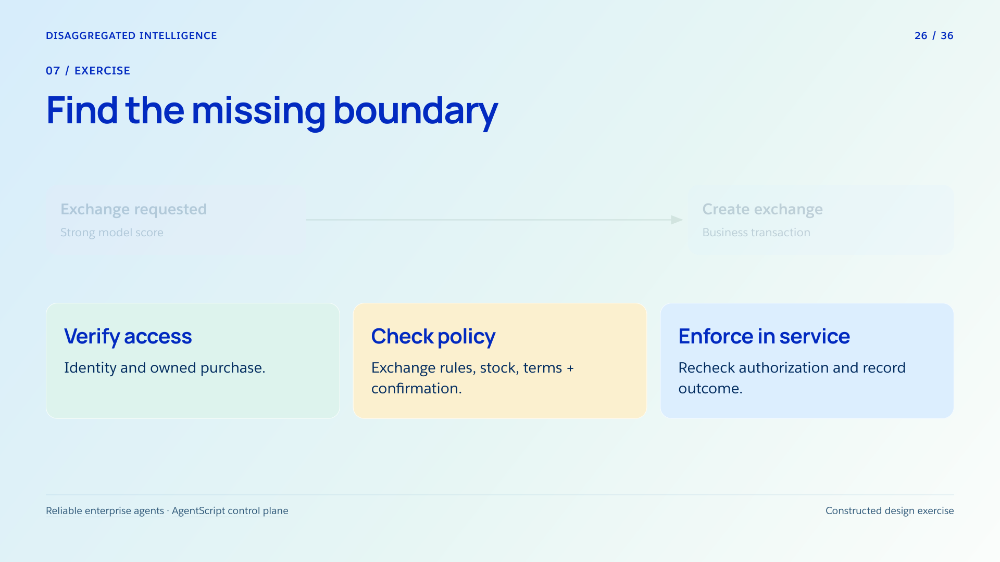 DISAGGREGATED INTELLIGENCE
26 / 36
07 / EXERCISE
Find the missing boundary
Exchange requested
Strong model score
Create exchange
Business transaction
Verify access
Identity and owned purchase.
Check policy
Exchange rules, stock, terms +
confirmation.
Enforce in service
Recheck authorization and record
outcome.
Reliable enterprise agents · AgentScript control plane
Constructed design exercise